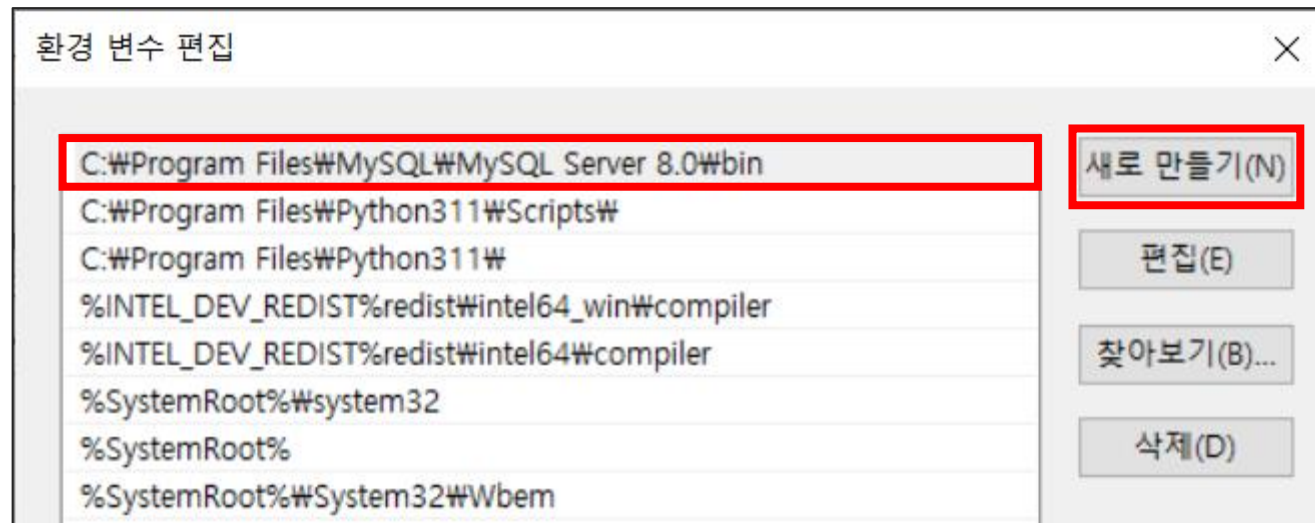 환경 변수 편집
C:₩Program Files₩MySQL₩MySQL Server 8.0₩bin
새로 만들기(N)
C:₩Program Files₩Python311₩Scripts₩
C:₩Program Files₩Python311₩
편집(E)
%INTEL_DEV_REDIST%redist₩intel64_win₩compiler
%INTEL_DEV_REDIST%redist₩intel64₩compiler
찾아보기(B)...
%SystemRoot%₩system32
%SystemRoot%
삭제(D)
%SystemRoot%₩System32₩Wbem